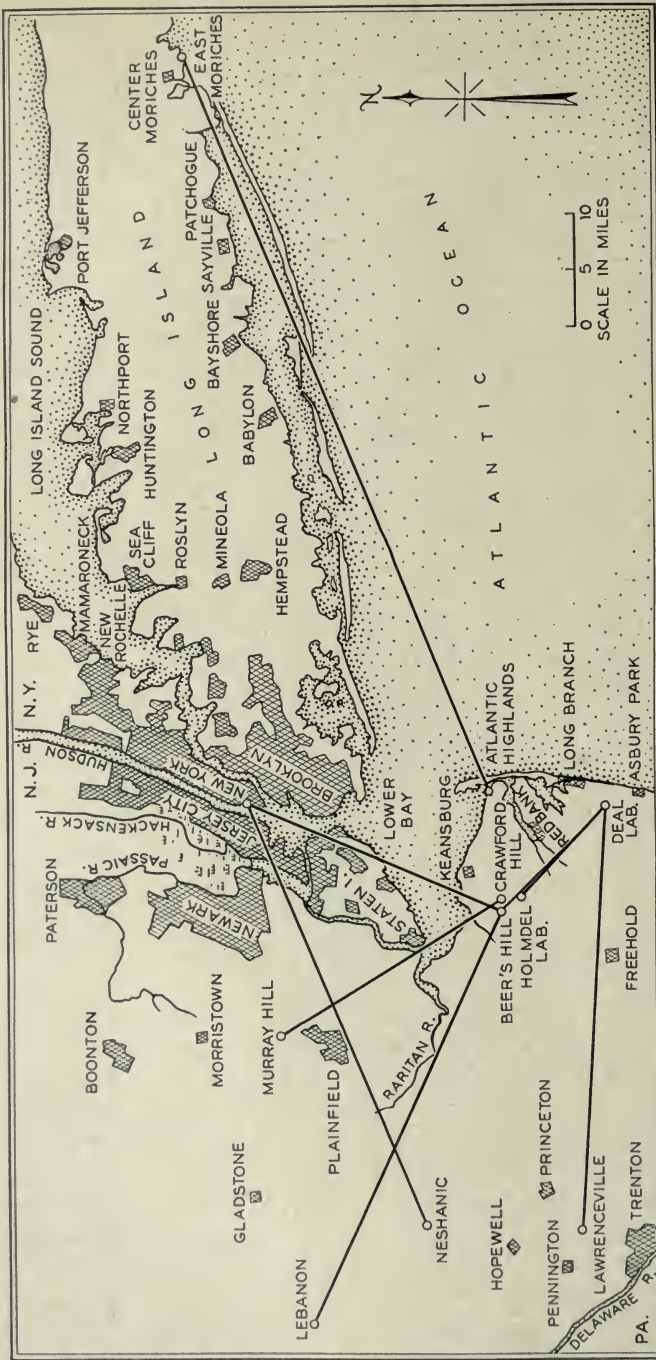 N.J.
N.Y.
RYE
HUDSON R.
PATERSON
MAMARONECK
NEW
ROCHELLE
LONG ISLAND SOUND
PORT JEFFERSON
NORTHPORT
HUNTINGTON
SEA
CLIFF
ROSLYN
MINEOLA
HEMPSTEAD
LONG ISLAND
CENTER
MORICHES
EAST
MORICHES
PATCHOGUE
SAYVILLE
BAYSHORE
BABYLON
BOONTON
PASSAIC R.
HACKENSACK R.
MORRISTOWN
NEWARK
JERSEY CITY
NEW YORK
BROOKLYN
GLADSTONE
MURRAY HILL
PLAINFIELD
STATEN I.
LOWER
BAY
LEBANON
NESHANIC
RARITAN R.
KEANSBURG
ATLANTIC
HIGHLANDS
CRAWFORD
HILL
BEER'S HILL
HOLMDEL
LAB.
RED BANK
LONG BRANCH
HOPEWELL
PRINCETON
PENNINGTON
LAWRENCEVILLE
FREEHOLD
DEAL
LAB.
ASBURY PARK
TRENTON
DELAWARE R.
PA.
ATLANTIC OCEAN
N
0 5 10
SCALE IN MILES